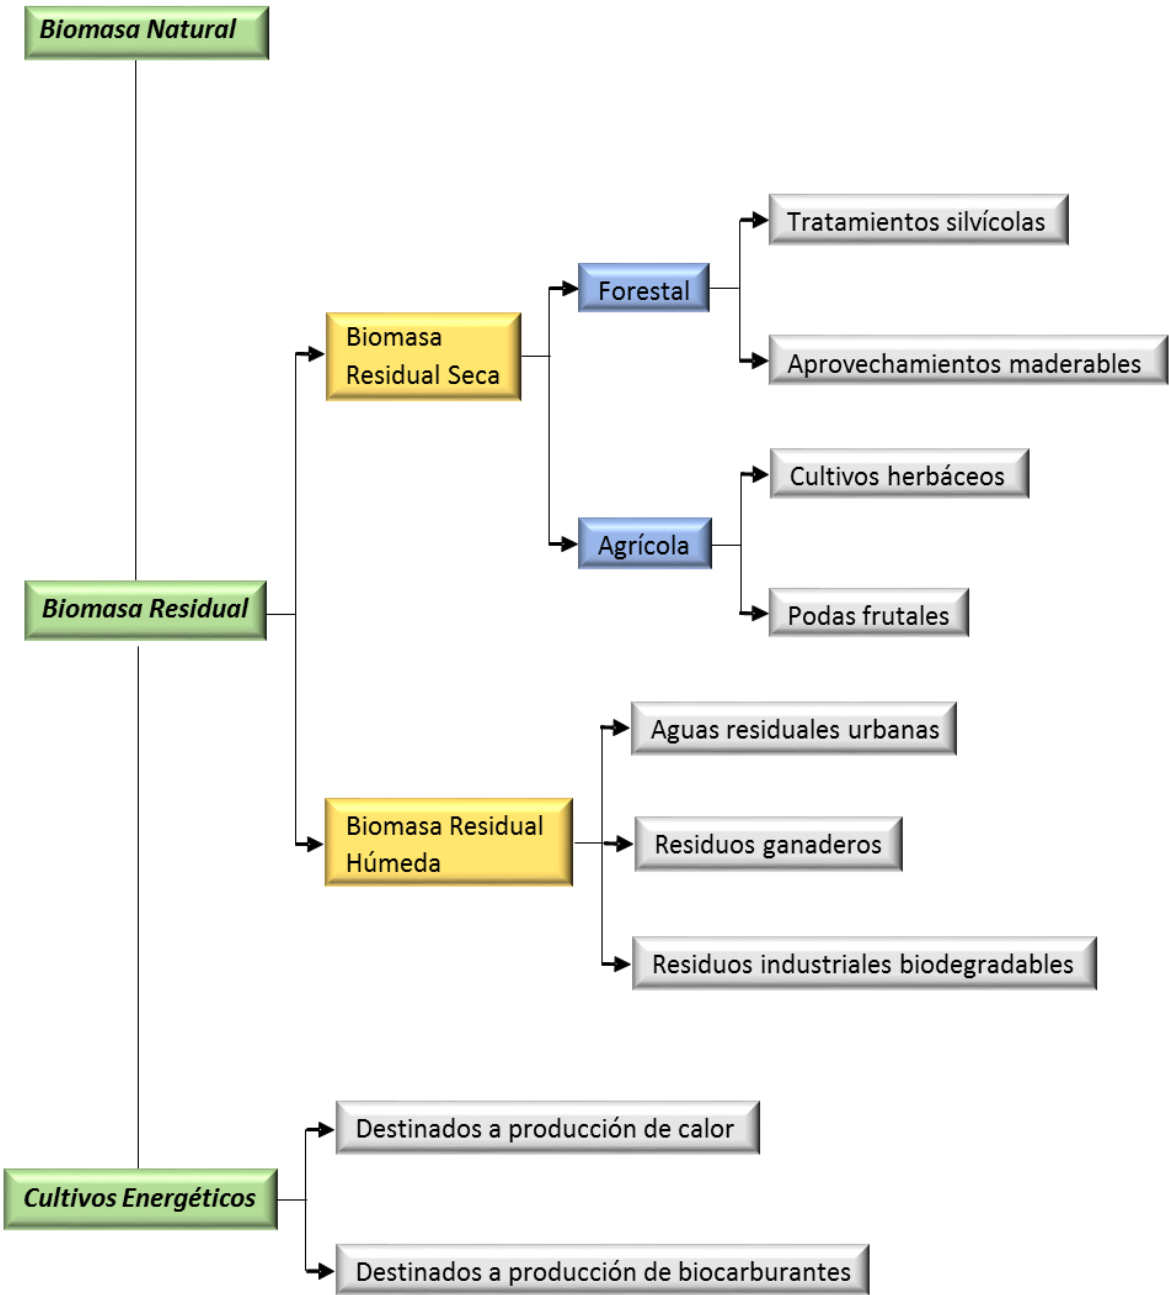 Biomasa Natural
Tratamientos silvícolas
Forestal
Biomasa
Residual Seca
Aprovechamientos maderables
Cultivos herbáceos
Agrícola
Podas frutales
Biomasa Residual
Aguas residuales urbanas
Biomasa Residual
Húmeda
Residuos ganaderos
Residuos industriales biodegradables
Destinados a producción de calor
Cultivos Energéticos
Destinados a producción de biocarburantes